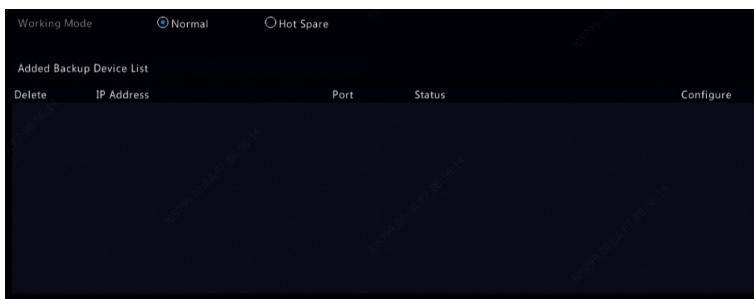 Working Mode Normal Hot Spare
Added Backup Device List
Delete IP Address Port Status Configure